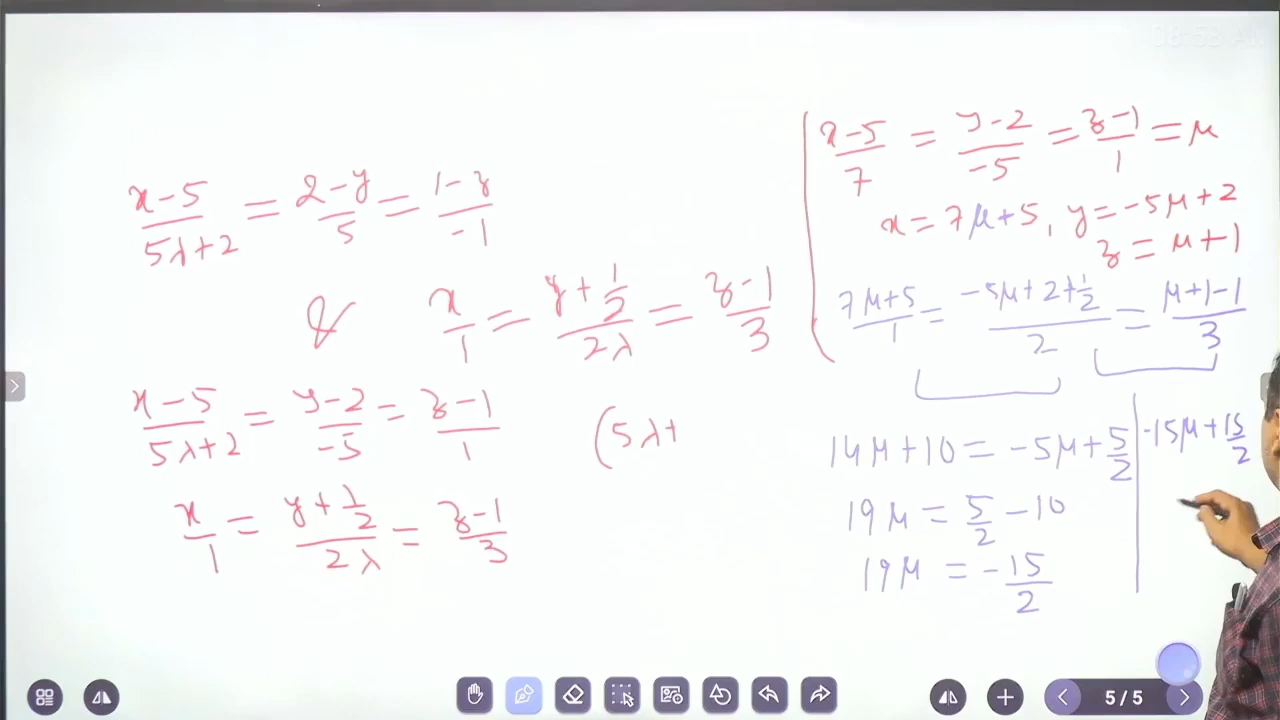 (x-5)/(5λ+2) = (2-y)/5 = (1-z)/-1
& x/1 = (y+1/2)/2λ = (z-1)/3
(x-5)/(5λ+2) = (y-2)/-5 = (z-1)/1
(5λ+
x/1 = (y+1/2)/2λ = (z-1)/3
(x-5)/7 = (y-2)/-5 = (z-1)/1 = μ
x = 7μ+5, y = -5μ+2
z = μ+1
(7μ+5)/1 = (-5μ+2+1/2)/2 = (μ+1-1)/3
14μ+10 = -5μ+5/2
19μ = 5/2 - 10
19μ = -15/2
-15μ+15/2
5/5